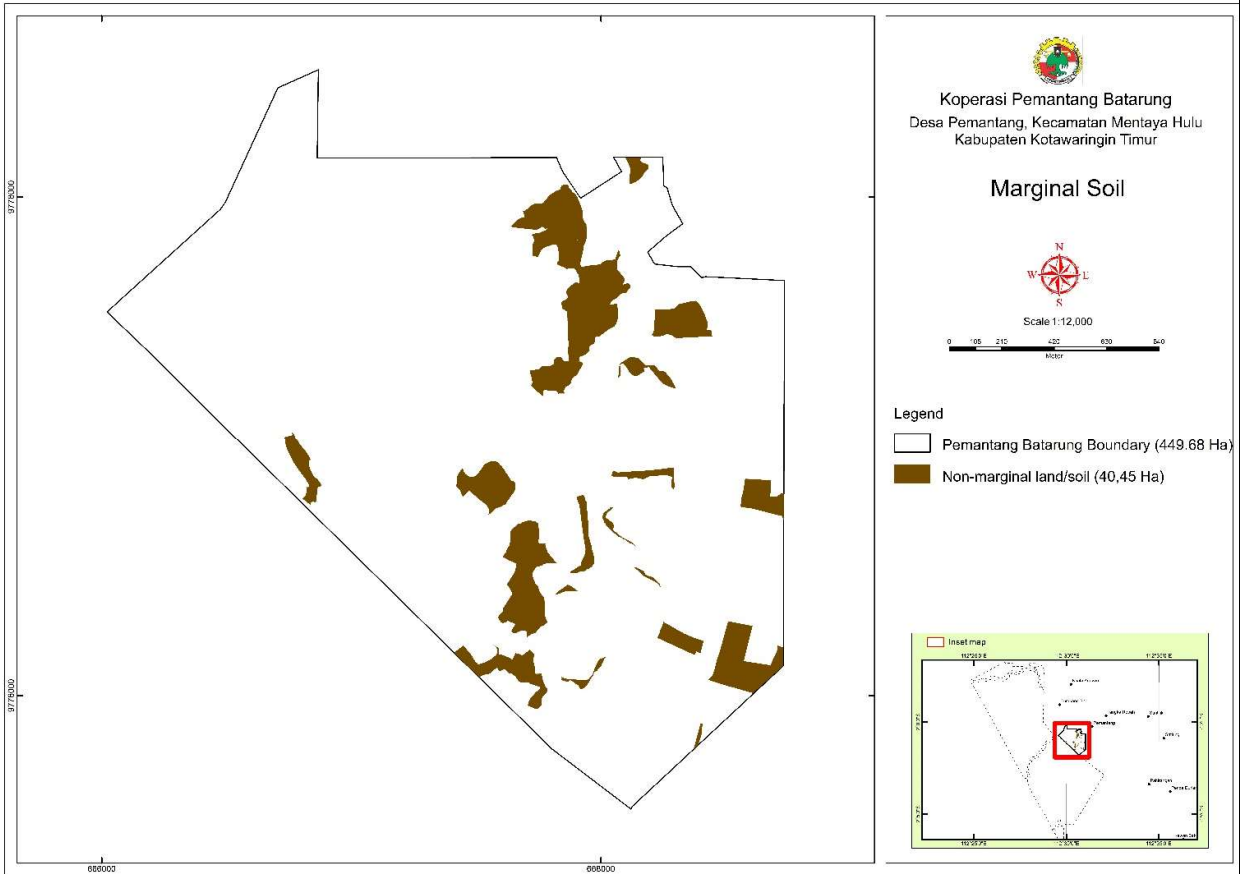 Koperasi Pemantang Batarung
Desa Pemantang, Kecamatan Mentaya Hulu
Kabupaten Kotawaringin Timur
Marginal Soil
N
W
S
Scale 1:12,000
0 105 210 420 630 840
Meter
Legend
Pemantang Batarung Boundary (449.68 Ha)
Non-marginal land/soil (40,45 Ha)
Inset map
Pemantang
9778000
9778000
666000
668000